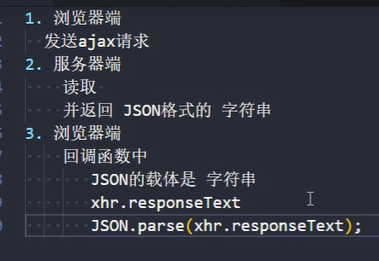 1. 浏览器端
发送ajax请求
2. 服务器端
读取
并返回 JSON格式的 字符串
3. 浏览器端
回调函数中
JSON的载体是 字符串
xhr.responseText
JSON.parse(xhr.responseText);